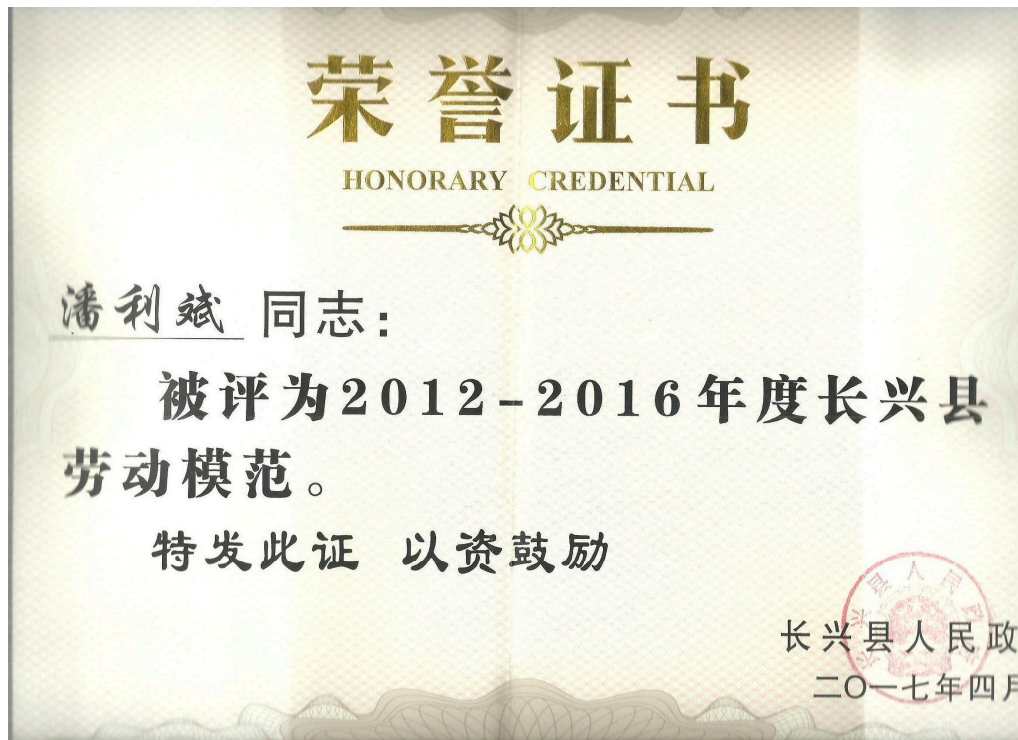 荣誉证书
HONORARY CREDENTIAL
潘利斌 同志：
被评为2012-2016年度长兴县
劳动模范。
特发此证 以资鼓励
长兴县人民政
二〇一七年四月